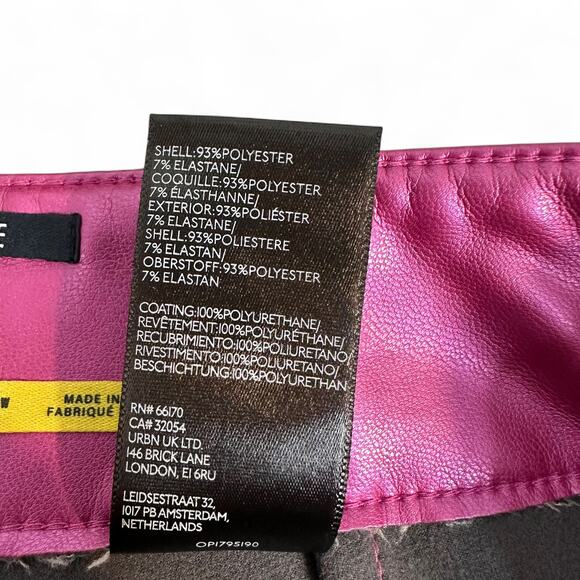 SHELL:93%POLYESTER
7% ELASTANE/
COQUILLE:93%POLYESTER
7% ÉLASTHANNE/
EXTERIOR:93%POLIÉSTER
7% ELASTANE/
SHELL:93%POLIESTERE
7% ELASTAN/
OBERSTOFF:93%POLYESTER
7% ELASTAN
COATING:100%POLYURETHANE/
REVÊTEMENT:100%POLYURÉTHANE/
RECUBRIMIENTO:100%POLIURETANO/
RIVESTIMENTO:100%POLIURETANO/
BESCHICHTUNG:100%POLYURETHAN
RN# 66170
CA# 32054
URBN UK LTD.
146 BRICK LANE
LONDON, E1 6RU
LEIDSESTRAAT 32,
1017 PB AMSTERDAM,
NETHERLANDS
OP1795190
E
W
MADE IN
FABRIQUÉ